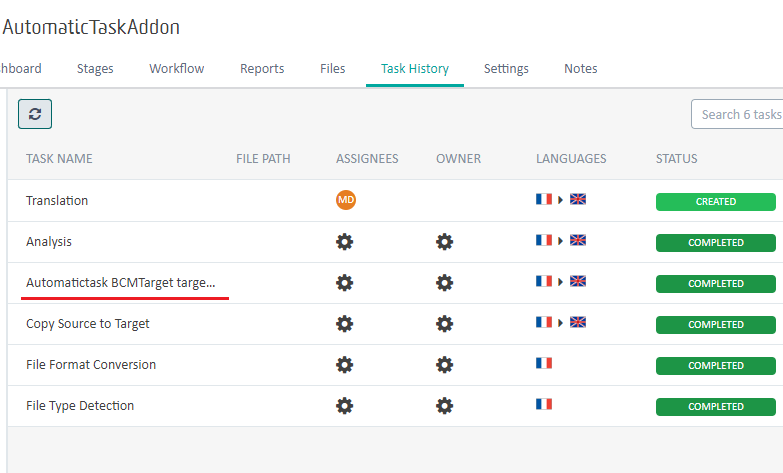 AutomaticTaskAddon
hboard Stages Workflow Reports Files Task History Settings Notes
Search 6 tasks
TASK NAME FILE PATH ASSIGNEES OWNER LANGUAGES STATUS
Translation MD CREATED
Analysis COMPLETED
Automatictask BCMTarget targe... COMPLETED
Copy Source to Target COMPLETED
File Format Conversion COMPLETED
File Type Detection COMPLETED